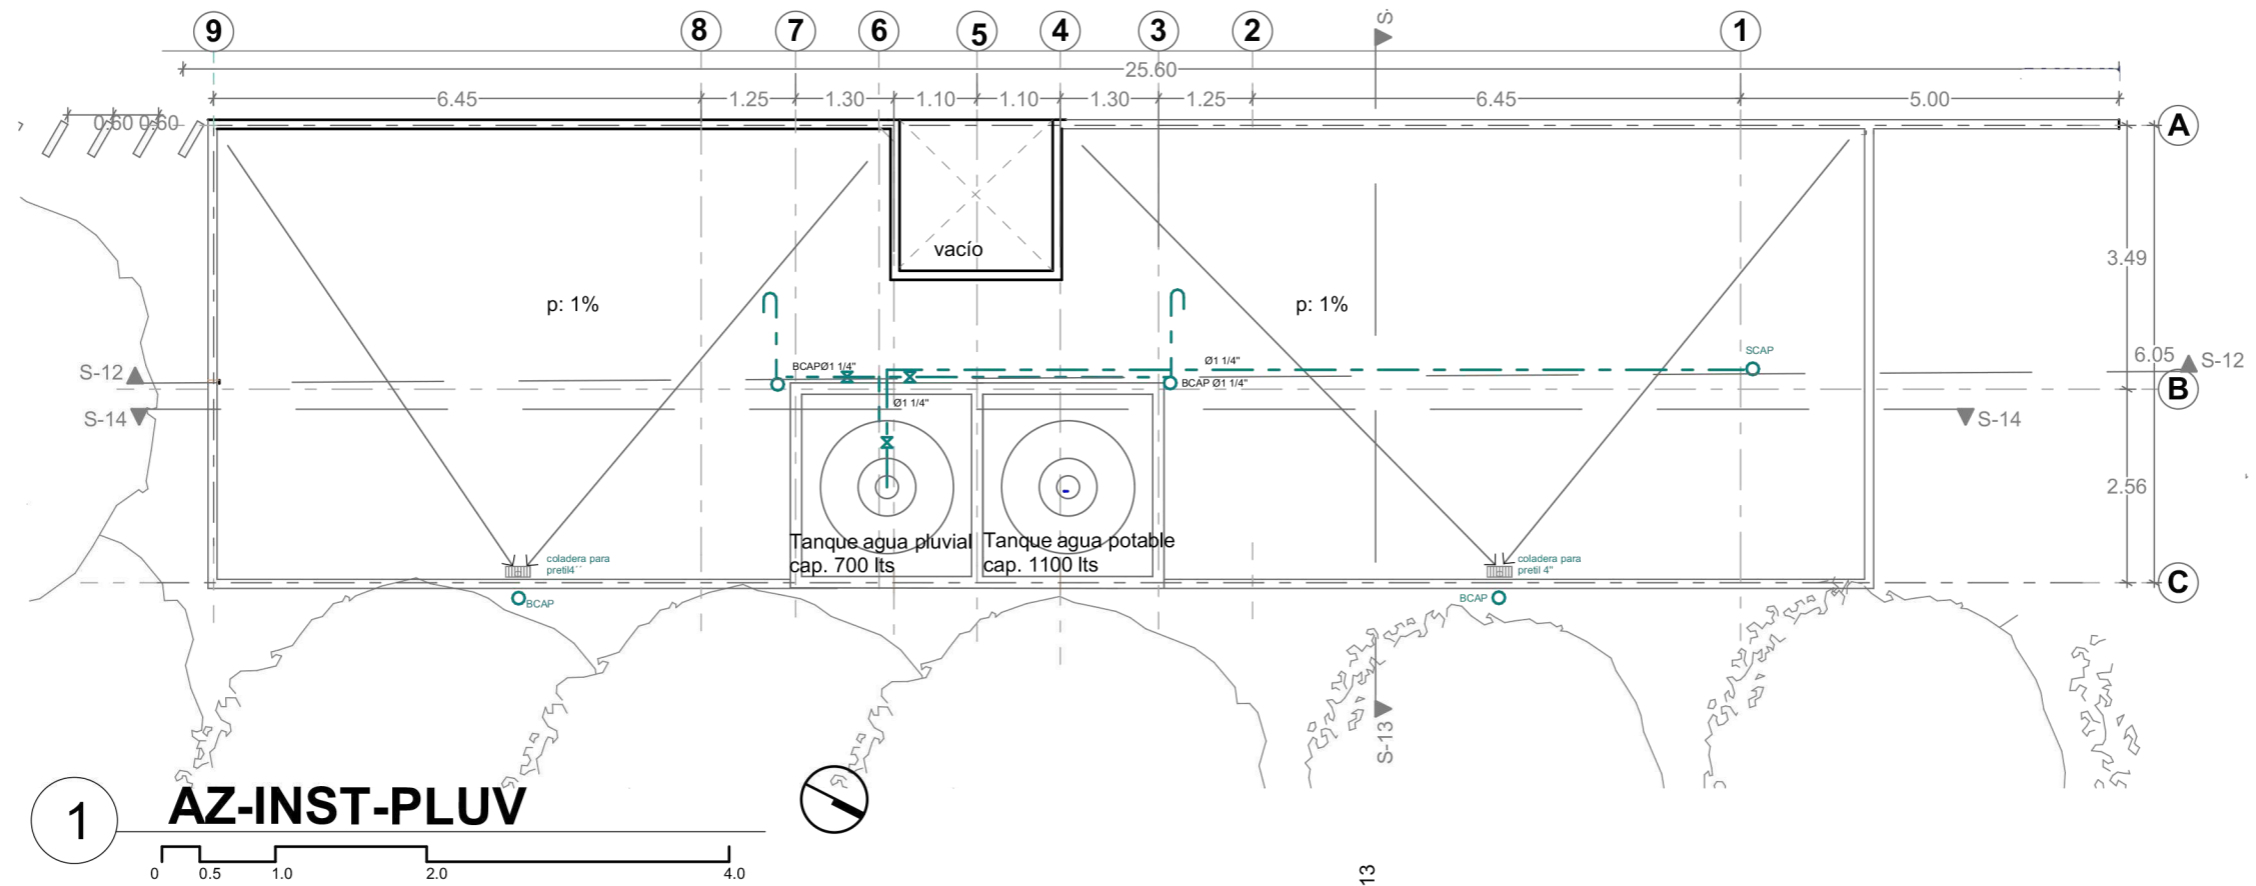 9 8 7 6 5 4 3 2 1
S-
25.60
6.45 1.25 1.30 1.10 1.10 1.30 1.25 6.45 5.00
0.60 0.60
A
vacío
3.49
p: 1%
p: 1%
SCAP
6.05
S-12
S-12
BCAPØ1 1/4"
Ø1 1/4"
BCAP Ø1 1/4"
B
Ø1 1/4"
S-14
S-14
2.56
Tanque agua pluvial
cap. 700 lts
Tanque agua potable
cap. 1100 lts
coladera para
pretil4´´
coladera para
pretil 4"
C
BCAP
BCAP
S-13
1
AZ-INST-PLUV
0 0.5 1.0 2.0 4.0
13